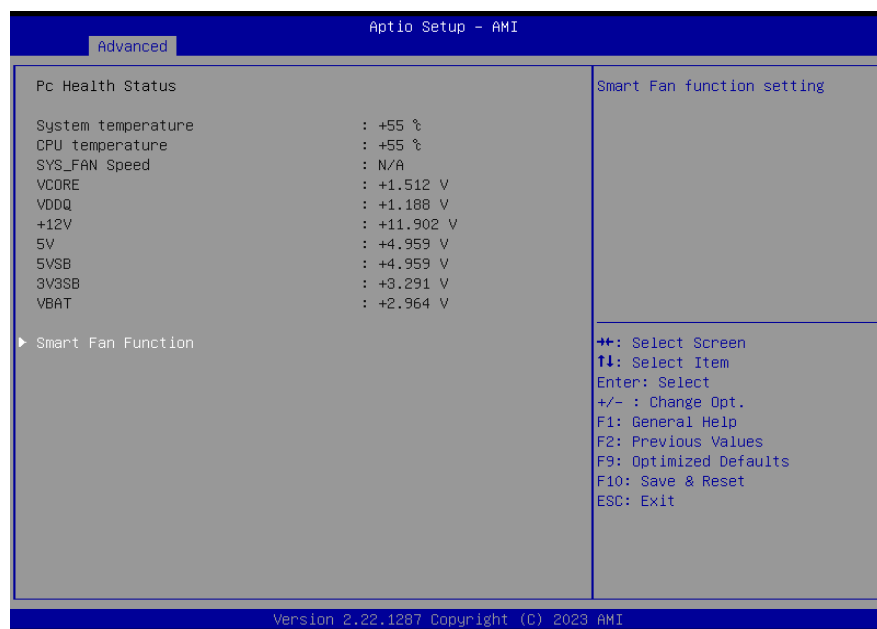 Aptio Setup – AMI
Advanced
Pc Health Status
System temperature : +55 ℃
CPU temperature : +55 ℃
SYS_FAN Speed : N/A
VCORE : +1.512 V
VDDQ : +1.188 V
+12V : +11.902 V
5V : +4.959 V
5VSB : +4.959 V
3V3SB : +3.291 V
VBAT : +2.964 V
Smart Fan Function
Smart Fan function setting
→←: Select Screen
↑↓: Select Item
Enter: Select
+/- : Change Opt.
F1: General Help
F2: Previous Values
F9: Optimized Defaults
F10: Save & Reset
ESC: Exit
Version 2.22.1287 Copyright (C) 2023 AMI